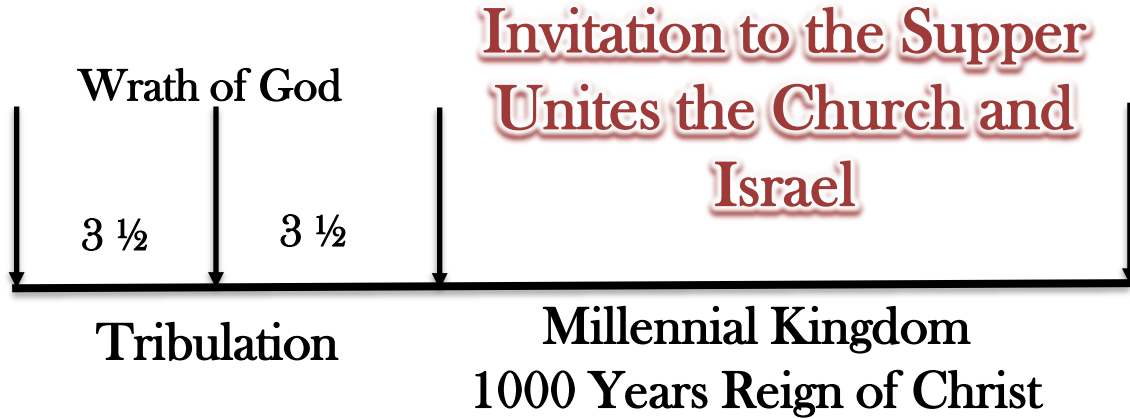 Invitation to the Supper
Unites the Church and
Israel
Wrath of God
3 ½
3 ½
Tribulation
Millennial Kingdom
1000 Years Reign of Christ